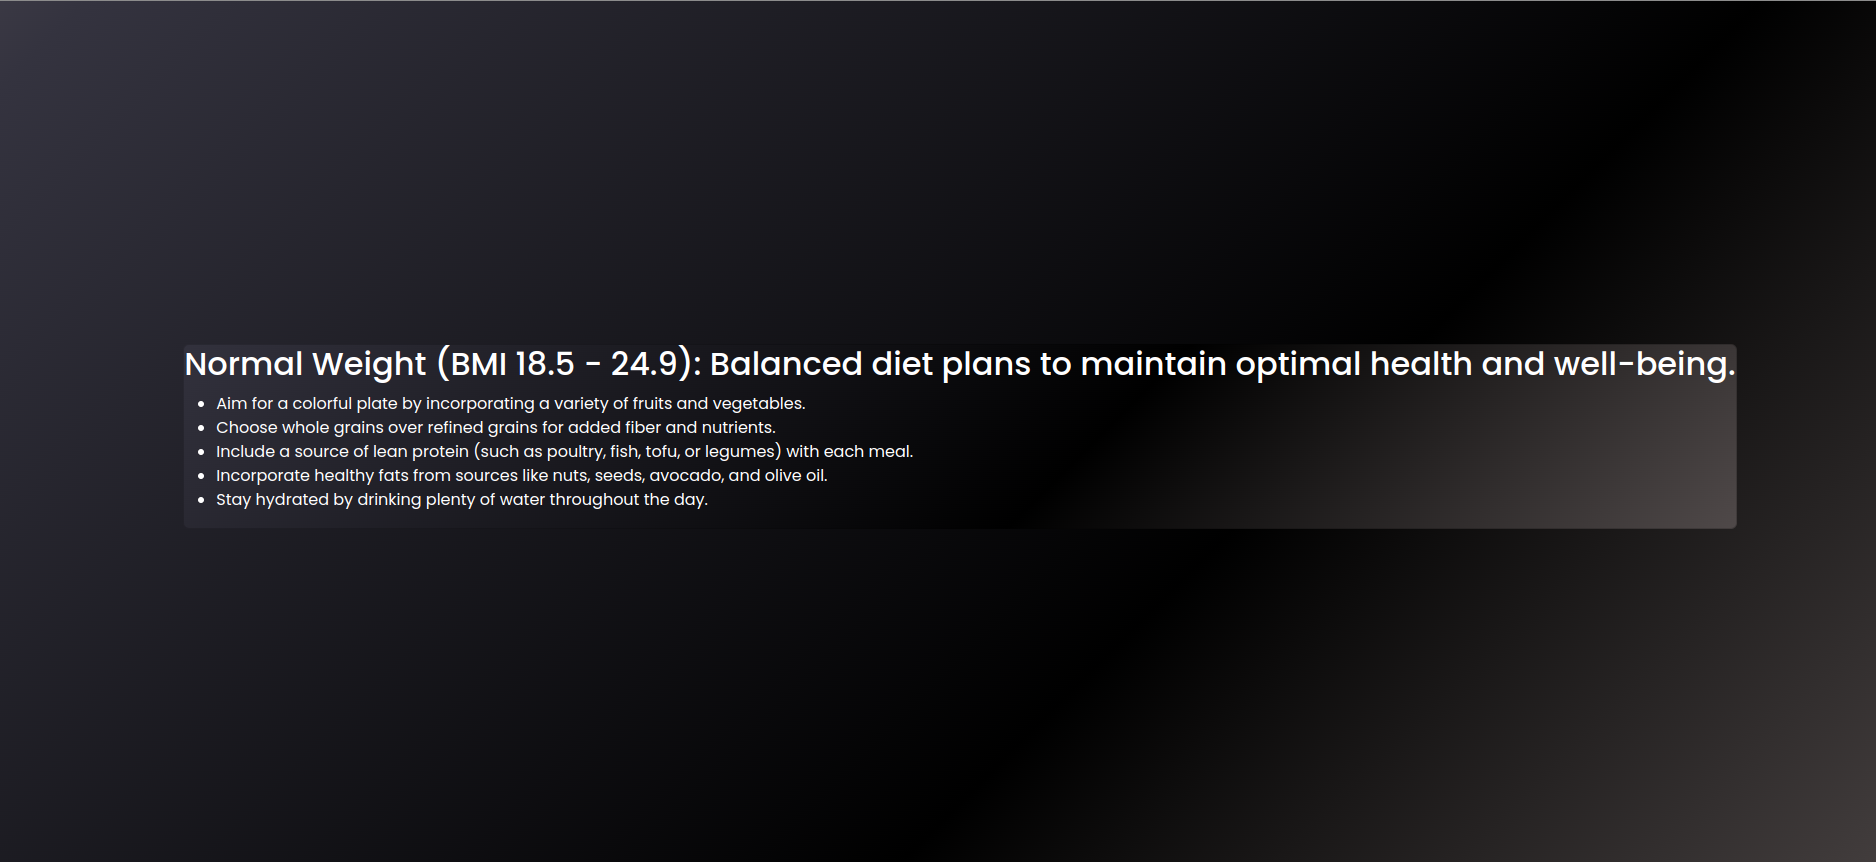 Normal Weight (BMI 18.5 - 24.9): Balanced diet plans to maintain optimal health and well-being.
• Aim for a colorful plate by incorporating a variety of fruits and vegetables.
• Choose whole grains over refined grains for added fiber and nutrients.
• Include a source of lean protein (such as poultry, fish, tofu, or legumes) with each meal.
• Incorporate healthy fats from sources like nuts, seeds, avocado, and olive oil.
• Stay hydrated by drinking plenty of water throughout the day.